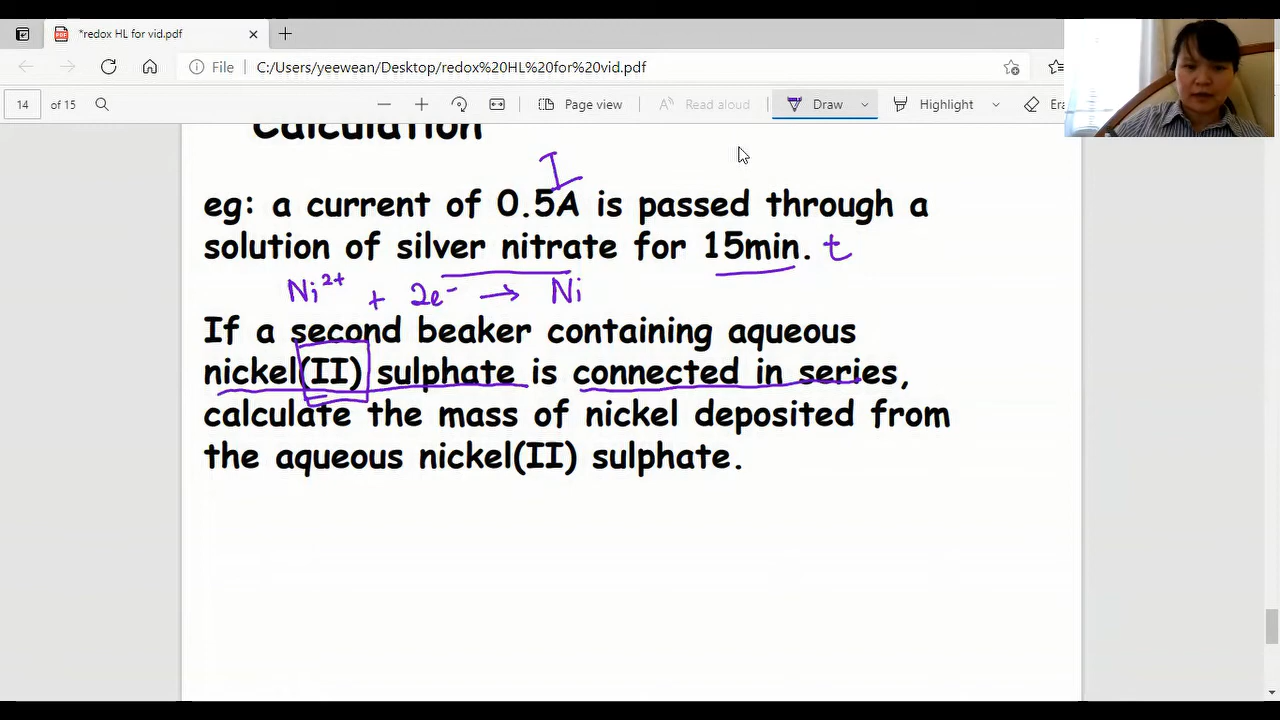 *redox HL for vid.pdf
File C:/Users/yeewean/Desktop/redox%20HL%20for%20vid.pdf
14 of 15 Page view Read aloud Draw Highlight Era
Calculation
I
eg: a current of 0.5A is passed through a
solution of silver nitrate for 15min. t
Ni²⁺ + 2e⁻ → Ni
If a second beaker containing aqueous
nickel(II) sulphate is connected in series,
calculate the mass of nickel deposited from
the aqueous nickel(II) sulphate.